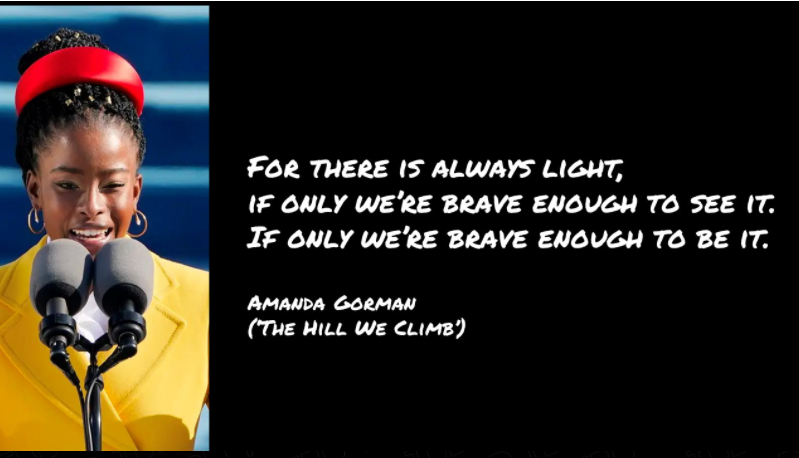 For there is always light,
if only we're brave enough to see it.
If only we're brave enough to be it.
Amanda Gorman
('The Hill We Climb')